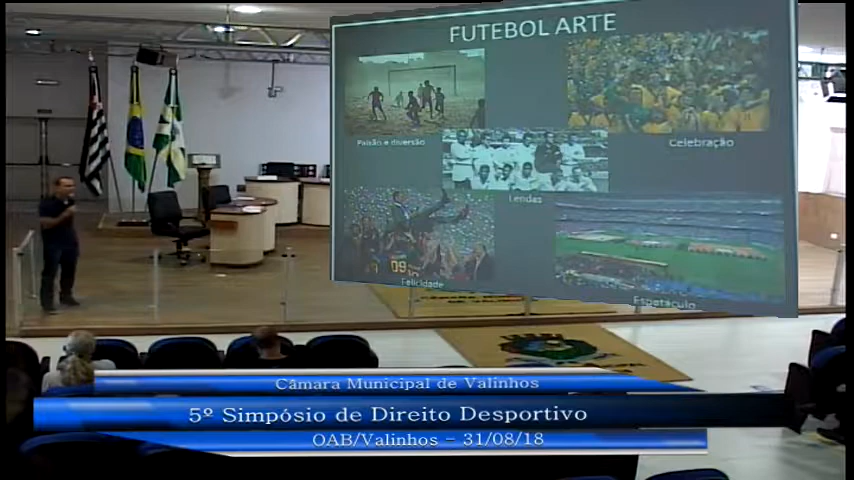 FUTEBOL ARTE
Paixão e diversão
Celebração
Lendas
Felicidade
Espetáculo
Câmara Municipal de Valinhos
5º Simpósio de Direito Desportivo
OAB/Valinhos - 31/08/18